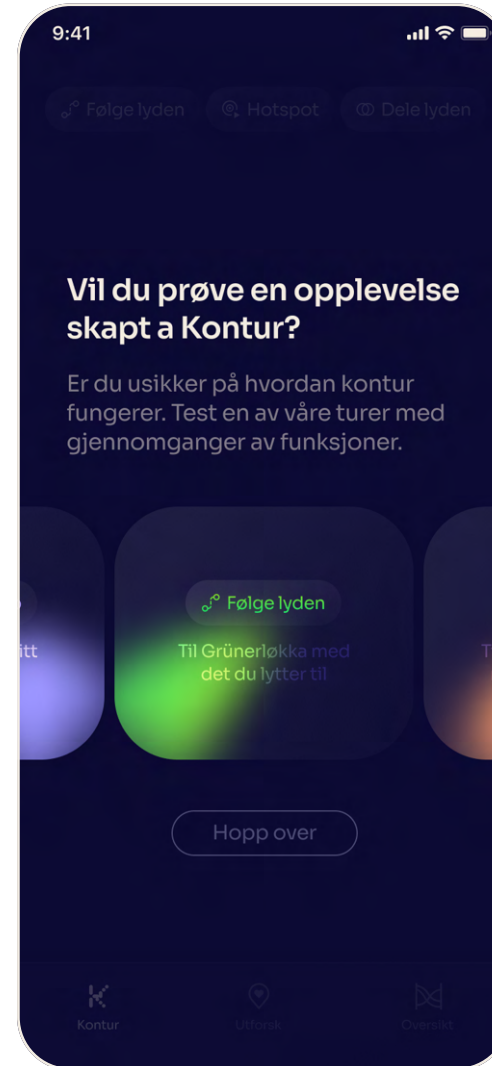 9:41
Følge lyden Hotspot Dele lyden
Vil du prøve en opplevelse
skapt a Kontur?
Er du usikker på hvordan kontur
fungerer. Test en av våre turer med
gjennomganger av funksjoner.
Følge lyden
itt
Til Grünerløkka med
det du lytter til
T
Hopp over
Kontur Utforsk Oversikt